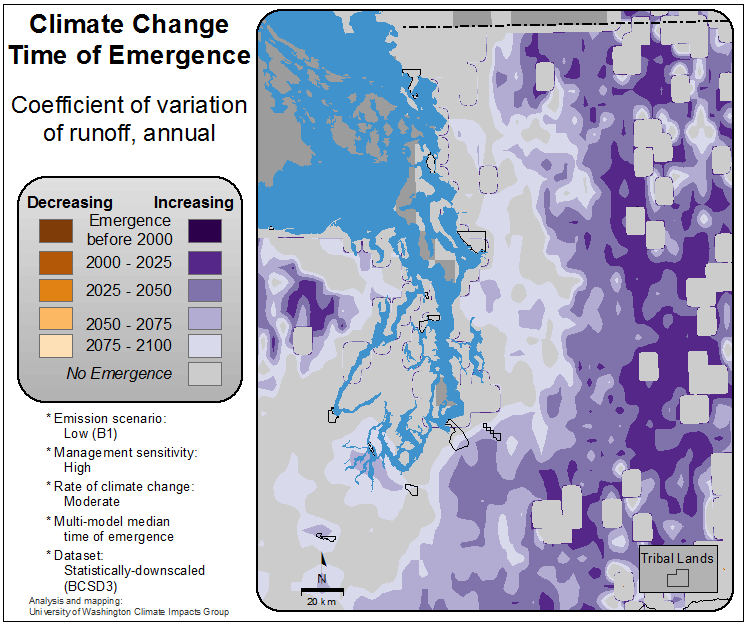 Climate Change
Time of Emergence
Coefficient of variation
of runoff, annual
Decreasing Increasing
Emergence
before 2000
2000 - 2025
2025 - 2050
2050 - 2075
2075 - 2100
No Emergence
* Emission scenario:
Low (B1)
* Management sensitivity:
High
* Rate of climate change:
Moderate
* Multi-model median
time of emergence
* Dataset:
Statistically-downscaled
(BCSD3)
Analysis and mapping:
University of Washington Climate Impacts Group
N
20 km
Tribal Lands